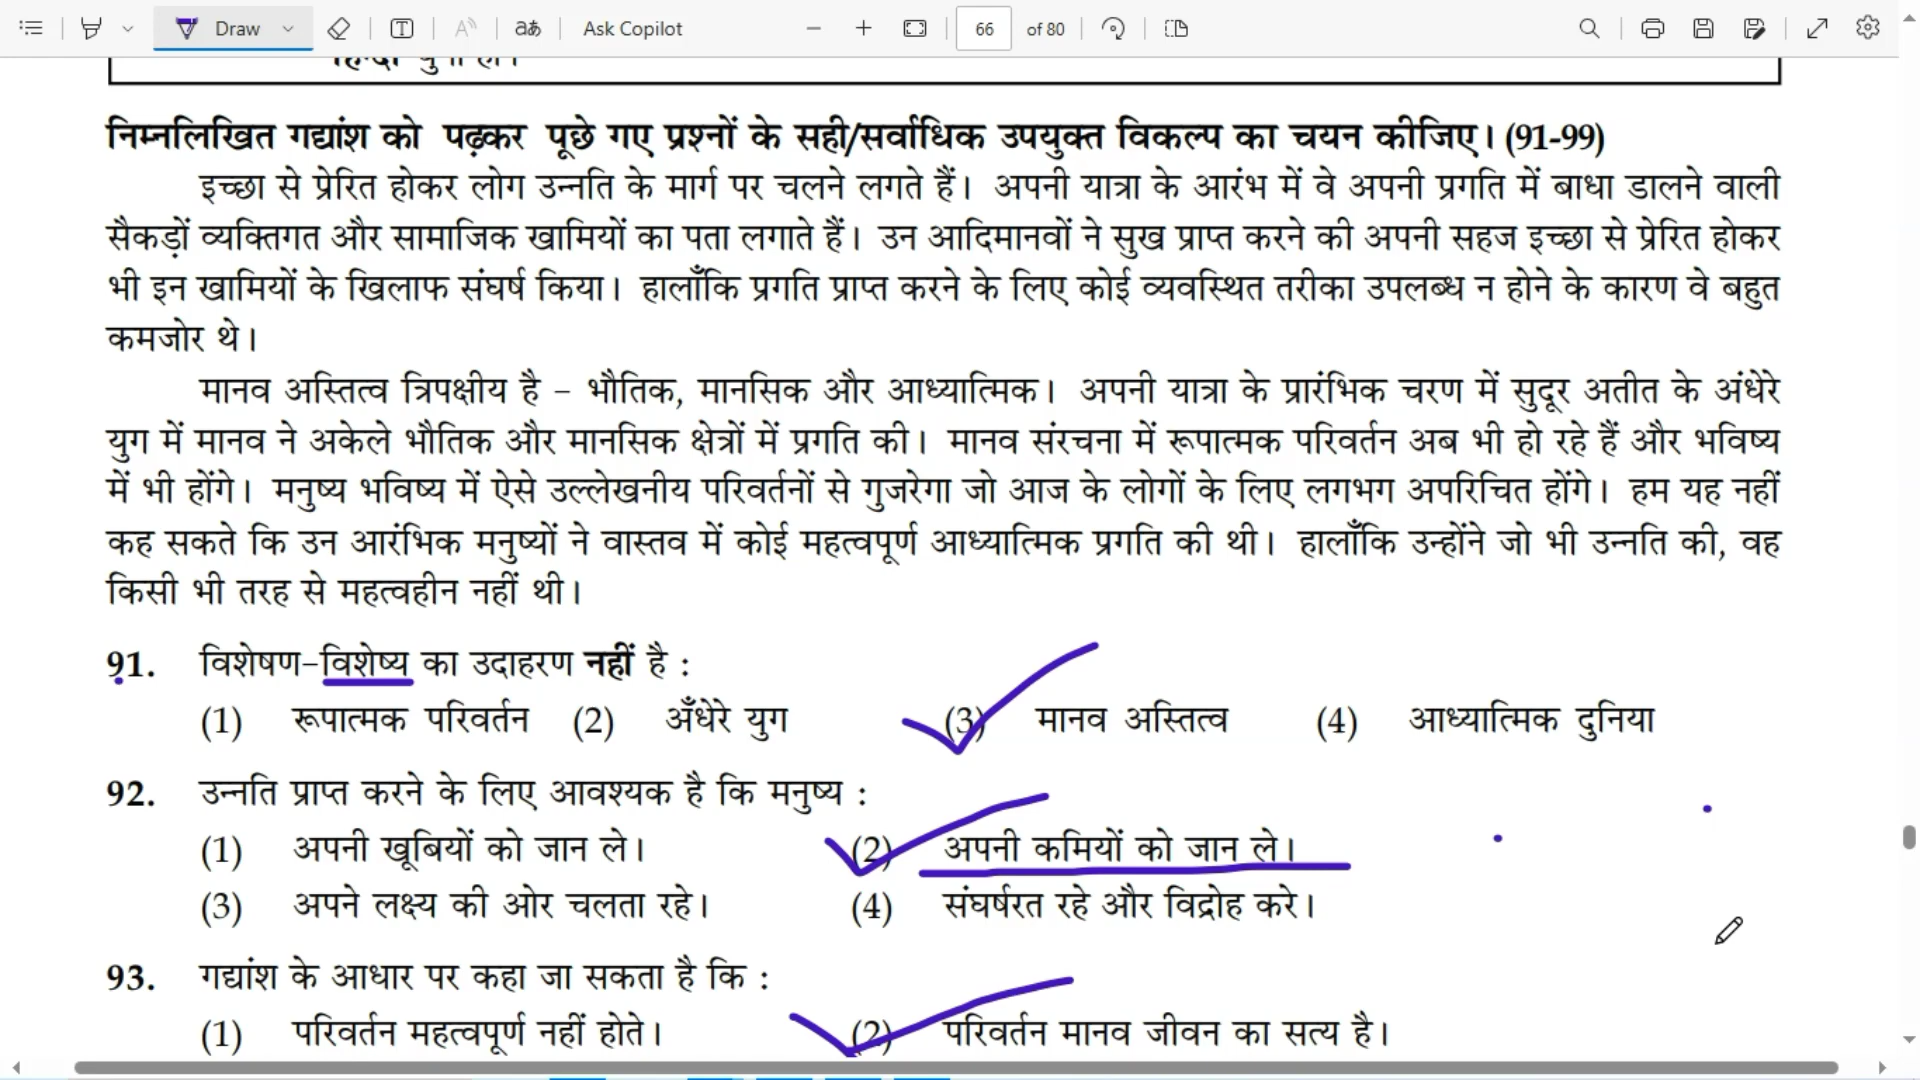 Draw
Ask Copilot
66 of 80
निम्नलिखित गद्यांश को पढ़कर पूछे गए प्रश्नों के सही/सर्वाधिक उपयुक्त विकल्प का चयन कीजिए। (91-99)
इच्छा से प्रेरित होकर लोग उन्नति के मार्ग पर चलने लगते हैं। अपनी यात्रा के आरंभ में वे अपनी प्रगति में बाधा डालने वाली
सैकड़ों व्यक्तिगत और सामाजिक खामियों का पता लगाते हैं। उन आदिमानवों ने सुख प्राप्त करने की अपनी सहज इच्छा से प्रेरित होकर
भी इन खामियों के खिलाफ संघर्ष किया। हालाँकि प्रगति प्राप्त करने के लिए कोई व्यवस्थित तरीका उपलब्ध न होने के कारण वे बहुत
कमजोर थे।
मानव अस्तित्व त्रिपक्षीय है – भौतिक, मानसिक और आध्यात्मिक। अपनी यात्रा के प्रारंभिक चरण में सुदूर अतीत के अंधेरे
युग में मानव ने अकेले भौतिक और मानसिक क्षेत्रों में प्रगति की। मानव संरचना में रूपात्मक परिवर्तन अब भी हो रहे हैं और भविष्य
में भी होंगे। मनुष्य भविष्य में ऐसे उल्लेखनीय परिवर्तनों से गुजरेगा जो आज के लोगों के लिए लगभग अपरिचित होंगे। हम यह नहीं
कह सकते कि उन आरंभिक मनुष्यों ने वास्तव में कोई महत्वपूर्ण आध्यात्मिक प्रगति की थी। हालाँकि उन्होंने जो भी उन्नति की, वह
किसी भी तरह से महत्वहीन नहीं थी।
91. विशेषण-विशेष्य का उदाहरण नहीं है :
(1) रूपात्मक परिवर्तन (2) अँधेरे युग (3) मानव अस्तित्व (4) आध्यात्मिक दुनिया
92. उन्नति प्राप्त करने के लिए आवश्यक है कि मनुष्य :
(1) अपनी खूबियों को जान ले। (2) अपनी कमियों को जान ले।
(3) अपने लक्ष्य की ओर चलता रहे। (4) संघर्षरत रहे और विद्रोह करे।
93. गद्यांश के आधार पर कहा जा सकता है कि :
(1) परिवर्तन महत्वपूर्ण नहीं होते। (2) परिवर्तन मानव जीवन का सत्य है।